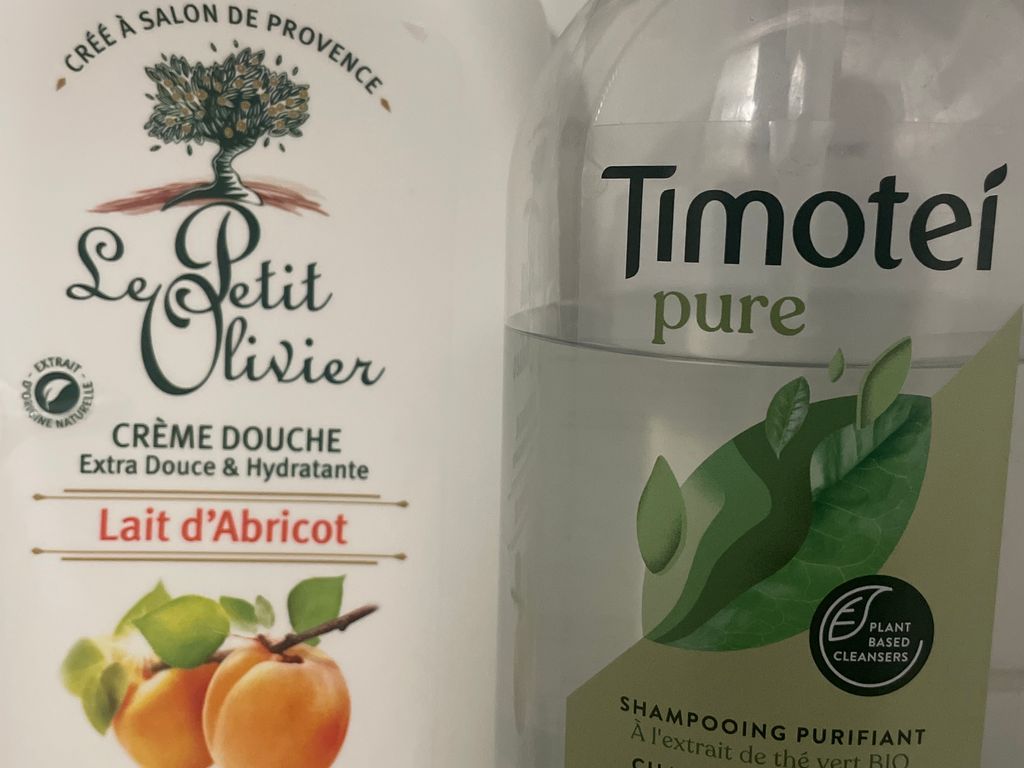 CRÉÉ À SALON DE PROVENCE
Le Petit
Olivier
- EXTRAIT -
D'ORIGINE NATURELLE
CRÈME DOUCHE
Extra Douce & Hydratante
Lait d'Abricot
Timotei
pure
PLANT
BASED
CLEANSERS
SHAMPOOING PURIFIANT
À l'extrait de thé vert BIO